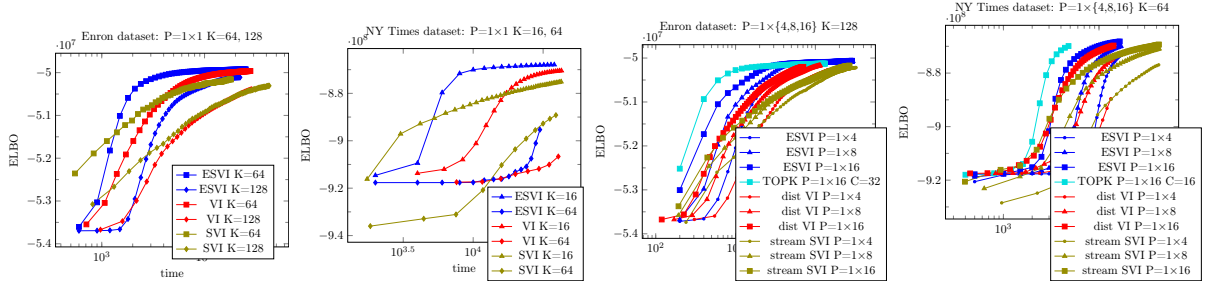 Enron dataset: P=1×1 K=64, 128
·10⁷
−5
−5.1
−5.2
−5.3
−5.4
ELBO
10³
time
ESVI K=64
ESVI K=128
VI K=64
VI K=128
SVI K=64
SVI K=128
NY Times dataset: P=1×1 K=16, 64
·10⁸
−8.8
−9
−9.2
−9.4
ELBO
10³·⁵
10⁴
time
ESVI K=16
ESVI K=64
VI K=16
VI K=64
SVI K=16
SVI K=64
Enron dataset: P=1×{4,8,16} K=128
·10⁷
−5
−5.1
−5.2
−5.3
−5.4
ELBO
10²
ESVI P=1×4
ESVI P=1×8
ESVI P=1×16
TOPK P=1×16 C=32
dist VI P=1×4
dist VI P=1×8
dist VI P=1×16
stream SVI P=1×4
stream SVI P=1×8
stream SVI P=1×16
NY Times dataset: P=1×{4,8,16} K=64
·10⁸
−8.8
−9
−9.2
ELBO
10³
ESVI P=1×4
ESVI P=1×8
ESVI P=1×16
TOPK P=1×16 C=16
dist VI P=1×4
dist VI P=1×8
dist VI P=1×16
stream SVI P=1×4
stream SVI P=1×8
stream SVI P=1×16